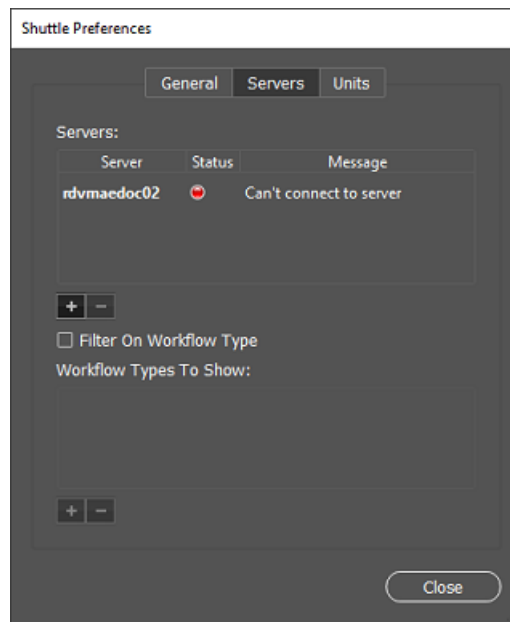 Shuttle Preferences
General Servers Units
Servers:
Server Status Message
rdvmaedoc02 Can't connect to server
+ −
Filter On Workflow Type
Workflow Types To Show:
+ −
Close